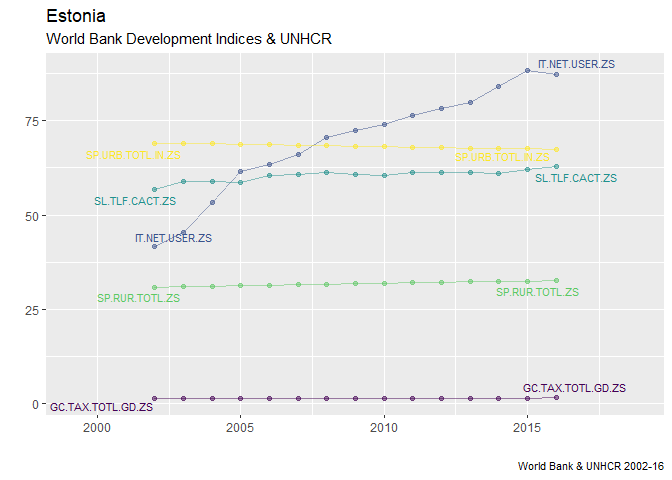 Estonia
World Bank Development Indices & UNHCR
IT.NET.USER.ZS
75
SP.URB.TOTL.IN.ZS
SP.URB.TOTL.IN.ZS
SL.TLF.CACT.ZS
SL.TLF.CACT.ZS
50
IT.NET.USER.ZS
25
SP.RUR.TOTL.ZS
SP.RUR.TOTL.ZS
GC.TAX.TOTL.GD.ZS
0
GC.TAX.TOTL.GD.ZS
2000 2005 2010 2015
World Bank & UNHCR 2002-16